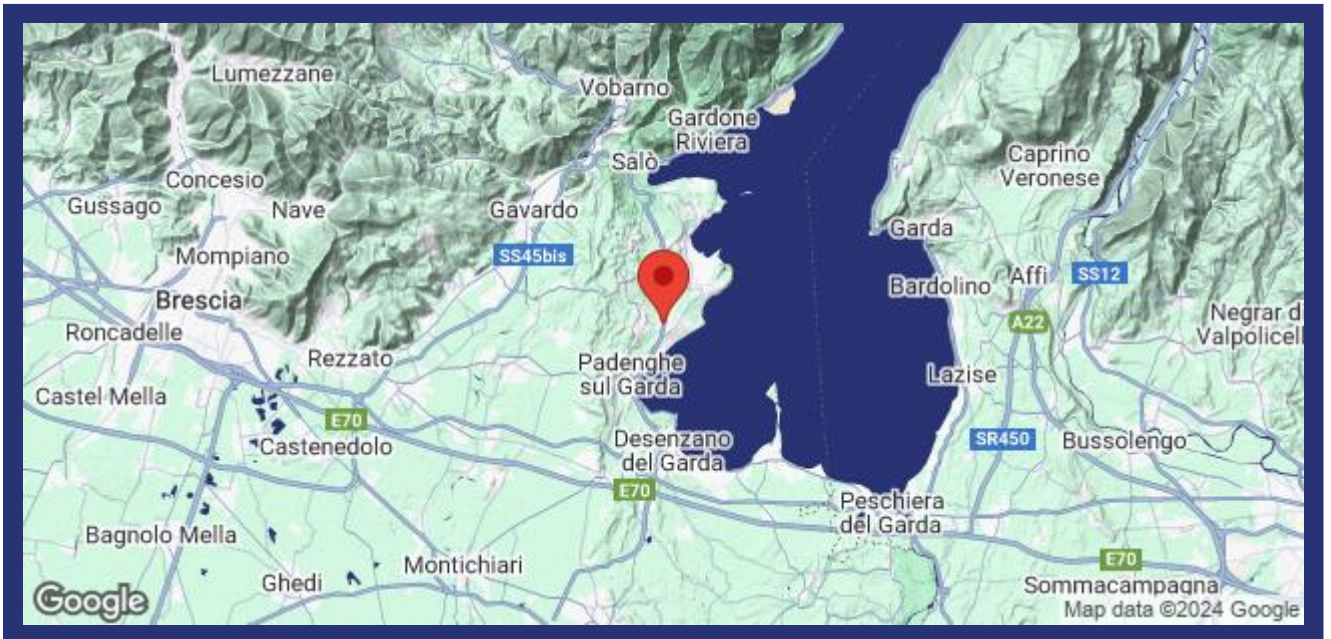 Lumezzane
Vobarno
Gardone
Riviera
Salò
Caprino
Veronese
Concesio
Gussago
Nave
Gavardo
Garda
Mompiano
SS45bis
Bardolino
Affi
SS12
Brescia
A22
Negrar di
Valpolicell
Roncadelle
Rezzato
Padenghe
sul Garda
Lazise
Castel Mella
E70
Castenedolo
Desenzano
del Garda
SR450
Bussolengo
E70
Peschiera
del Garda
Bagnolo Mella
Montichiari
E70
Ghedi
Sommacampagna
Google
Map data ©2024 Google